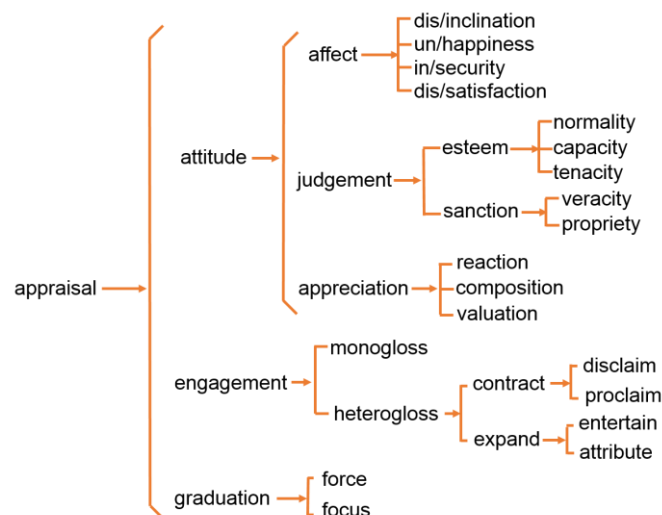 appraisal
attitude
affect
dis/inclination
un/happiness
in/security
dis/satisfaction
judgement
esteem
normality
capacity
tenacity
sanction
veracity
propriety
appreciation
reaction
composition
valuation
engagement
monogloss
heterogloss
contract
disclaim
proclaim
expand
entertain
attribute
graduation
force
focus